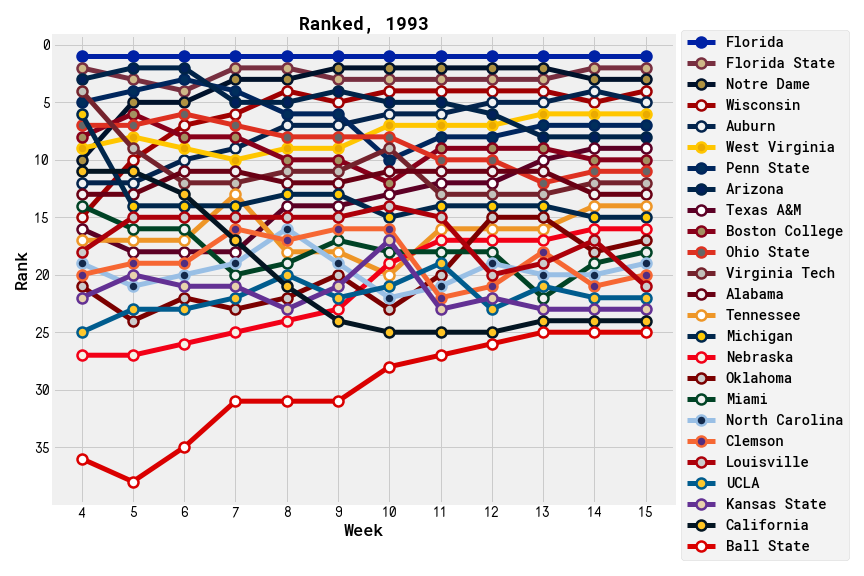 Ranked, 1993
0
5
10
15
20
25
30
35
Rank
4 5 6 7 8 9 10 11 12 13 14 15
Week
Florida
Florida State
Notre Dame
Wisconsin
Auburn
West Virginia
Penn State
Arizona
Texas A&M
Boston College
Ohio State
Virginia Tech
Alabama
Tennessee
Michigan
Nebraska
Oklahoma
Miami
North Carolina
Clemson
Louisville
UCLA
Kansas State
California
Ball State